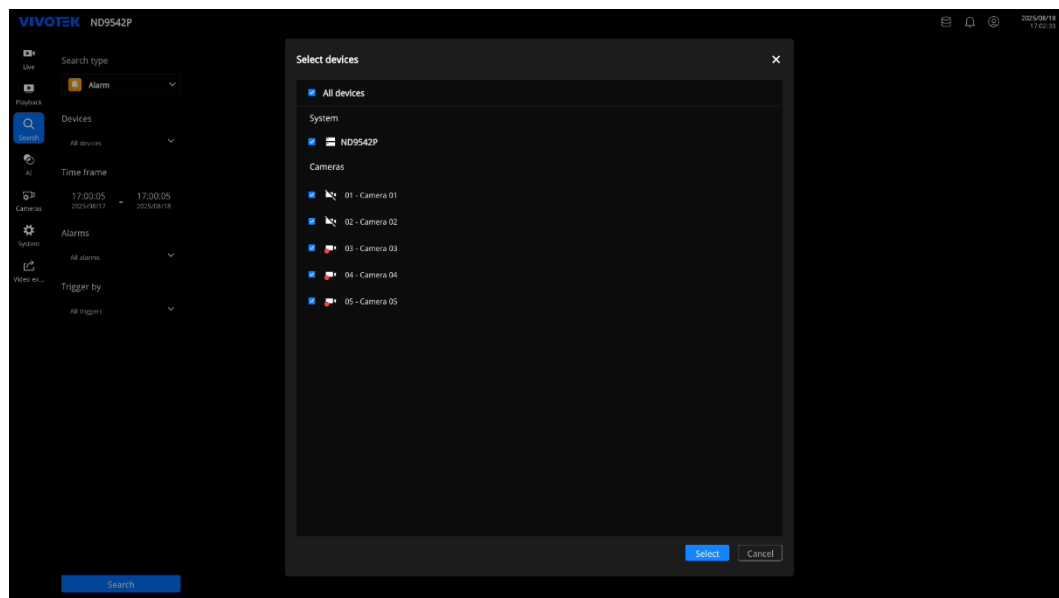 VIVOTEK ND9542P
2025/08/18
17:02:30
Live
Playback
Search
AI
Cameras
System
Video ex...
Search type
Alarm
Devices
All devices
Time frame
17:00:05 - 17:00:05
2025/08/17 2025/08/18
Alarms
All alarms
Trigger by
All triggers
Search
Select devices
All devices
System
ND9542P
Cameras
01 - Camera 01
02 - Camera 02
03 - Camera 03
04 - Camera 04
05 - Camera 05
Select Cancel